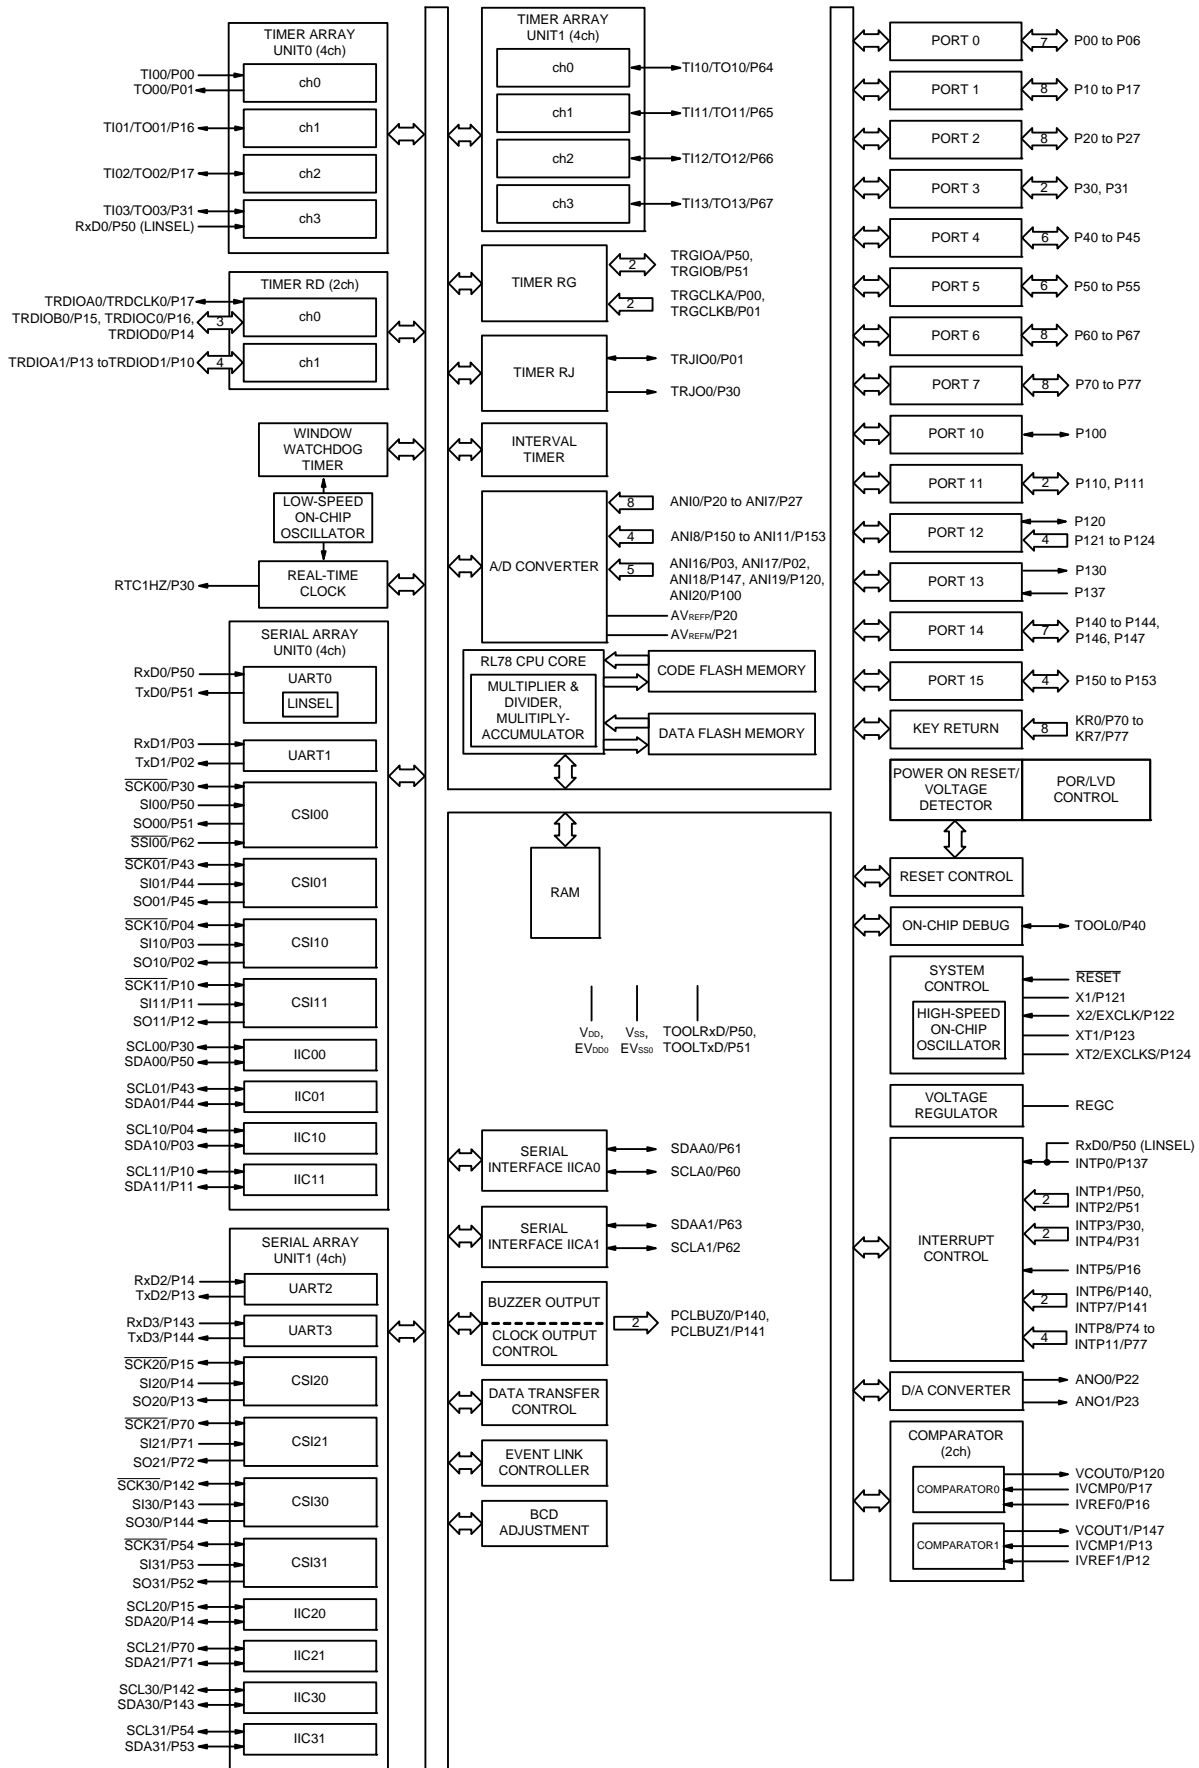 TIMER ARRAY
UNIT0 (4ch)
TI00/P00
TO00/P01
ch0
TI01/TO01/P16
ch1
TI02/TO02/P17
ch2
TI03/TO03/P31
RxD0/P50 (LINSEL)
ch3
TIMER RD (2ch)
TRDIOA0/TRDCLK0/P17
TRDIOB0/P15, TRDIOC0/P16,
TRDIOD0/P14
3
ch0
TRDIOA1/P13 toTRDIOD1/P10
4
ch1
WINDOW
WATCHDOG
TIMER
LOW-SPEED
ON-CHIP
OSCILLATOR
RTC1HZ/P30
REAL-TIME
CLOCK
SERIAL ARRAY
UNIT0 (4ch)
RxD0/P50
TxD0/P51
UART0
LINSEL
RxD1/P03
TxD1/P02
UART1
SCK00/P30
SI00/P50
SO00/P51
SSI00/P62
CSI00
SCK01/P43
SI01/P44
SO01/P45
CSI01
SCK10/P04
SI10/P03
SO10/P02
CSI10
SCK11/P10
SI11/P11
SO11/P12
CSI11
SCL00/P30
SDA00/P50
IIC00
SCL01/P43
SDA01/P44
IIC01
SCL10/P04
SDA10/P03
IIC10
SCL11/P10
SDA11/P11
IIC11
SERIAL ARRAY
UNIT1 (4ch)
RxD2/P14
TxD2/P13
UART2
RxD3/P143
TxD3/P144
UART3
SCK20/P15
SI20/P14
SO20/P13
CSI20
SCK21/P70
SI21/P71
SO21/P72
CSI21
SCK30/P142
SI30/P143
SO30/P144
CSI30
SCK31/P54
SI31/P53
SO31/P52
CSI31
SCL20/P15
SDA20/P14
IIC20
SCL21/P70
SDA21/P71
IIC21
SCL30/P142
SDA30/P143
IIC30
SCL31/P54
SDA31/P53
IIC31
TIMER ARRAY
UNIT1 (4ch)
ch0
TI10/TO10/P64
ch1
TI11/TO11/P65
ch2
TI12/TO12/P66
ch3
TI13/TO13/P67
TIMER RG
2
TRGIOA/P50,
TRGIOB/P51
2
TRGCLKA/P00,
TRGCLKB/P01
TIMER RJ
TRJIO0/P01
TRJO0/P30
INTERVAL
TIMER
A/D CONVERTER
8
ANI0/P20 to ANI7/P27
4
ANI8/P150 to ANI11/P153
5
ANI16/P03, ANI17/P02,
ANI18/P147, ANI19/P120,
ANI20/P100
AVREFP/P20
AVREFM/P21
RL78 CPU CORE
MULTIPLIER &
DIVIDER,
MULITIPLY-
ACCUMULATOR
CODE FLASH MEMORY
DATA FLASH MEMORY
RAM
VDD,
EVDD0
VSS,
EVSS0
TOOLRxD/P50,
TOOLTxD/P51
SERIAL
INTERFACE IICA0
SDAA0/P61
SCLA0/P60
SERIAL
INTERFACE IICA1
SDAA1/P63
SCLA1/P62
BUZZER OUTPUT
CLOCK OUTPUT
CONTROL
2
PCLBUZ0/P140,
PCLBUZ1/P141
DATA TRANSFER
CONTROL
EVENT LINK
CONTROLLER
BCD
ADJUSTMENT
PORT 0
7
P00 to P06
PORT 1
8
P10 to P17
PORT 2
8
P20 to P27
PORT 3
2
P30, P31
PORT 4
6
P40 to P45
PORT 5
6
P50 to P55
PORT 6
8
P60 to P67
PORT 7
8
P70 to P77
PORT 10
P100
PORT 11
2
P110, P111
PORT 12
P120
4
P121 to P124
PORT 13
P130
P137
PORT 14
7
P140 to P144,
P146, P147
PORT 15
4
P150 to P153
KEY RETURN
8
KR0/P70 to
KR7/P77
POWER ON RESET/
VOLTAGE
DETECTOR
POR/LVD
CONTROL
RESET CONTROL
ON-CHIP DEBUG
TOOL0/P40
SYSTEM
CONTROL
HIGH-SPEED
ON-CHIP
OSCILLATOR
RESET
X1/P121
X2/EXCLK/P122
XT1/P123
XT2/EXCLKS/P124
VOLTAGE
REGULATOR
REGC
INTERRUPT
CONTROL
RxD0/P50 (LINSEL)
INTP0/P137
2
INTP1/P50,
INTP2/P51
2
INTP3/P30,
INTP4/P31
INTP5/P16
2
INTP6/P140,
INTP7/P141
4
INTP8/P74 to
INTP11/P77
D/A CONVERTER
ANO0/P22
ANO1/P23
COMPARATOR
(2ch)
COMPARATOR0
VCOUT0/P120
IVCMP0/P17
IVREF0/P16
COMPARATOR1
VCOUT1/P147
IVCMP1/P13
IVREF1/P12